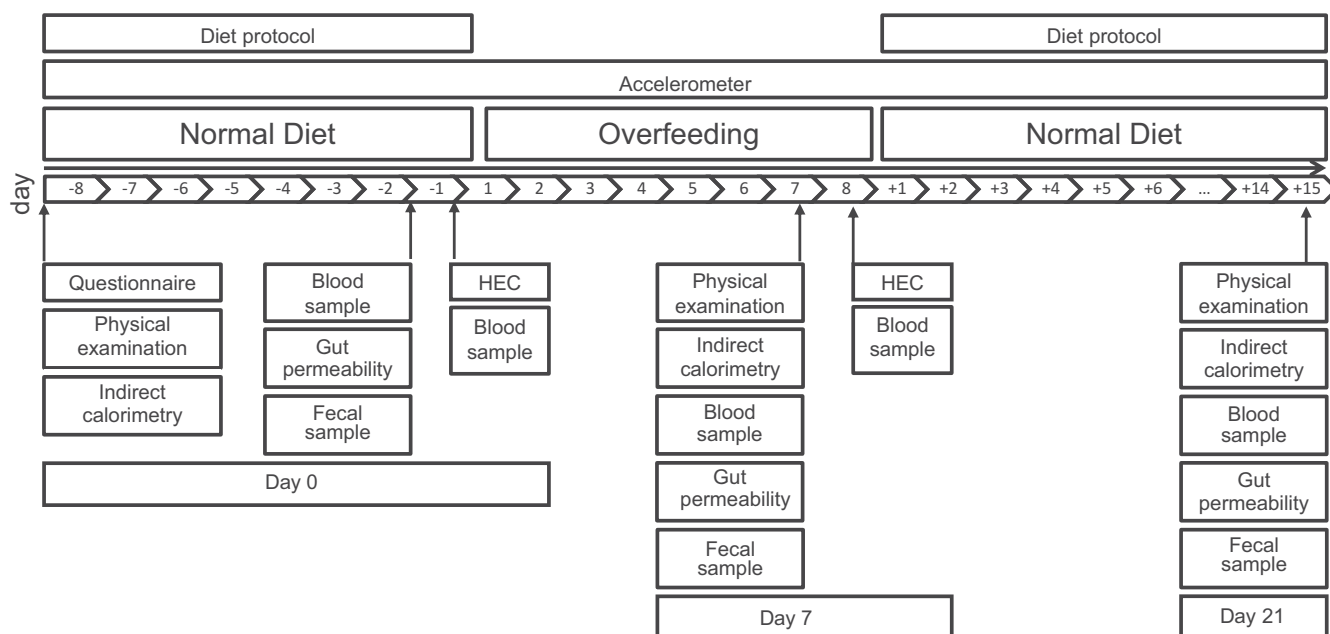 Diet protocol Diet protocol
Accelerometer
Normal Diet Overfeeding Normal Diet
day -8 -7 -6 -5 -4 -3 -2 -1 1 2 3 4 5 6 7 8 +1 +2 +3 +4 +5 +6 ... +14 +15
Questionnaire
Physical
examination
Indirect
calorimetry
Blood
sample
Gut
permeability
Fecal
sample
HEC
Blood
sample
Day 0
Physical
examination
Indirect
calorimetry
Blood
sample
Gut
permeability
Fecal
sample
HEC
Blood
sample
Day 7
Physical
examination
Indirect
calorimetry
Blood
sample
Gut
permeability
Fecal
sample
Day 21